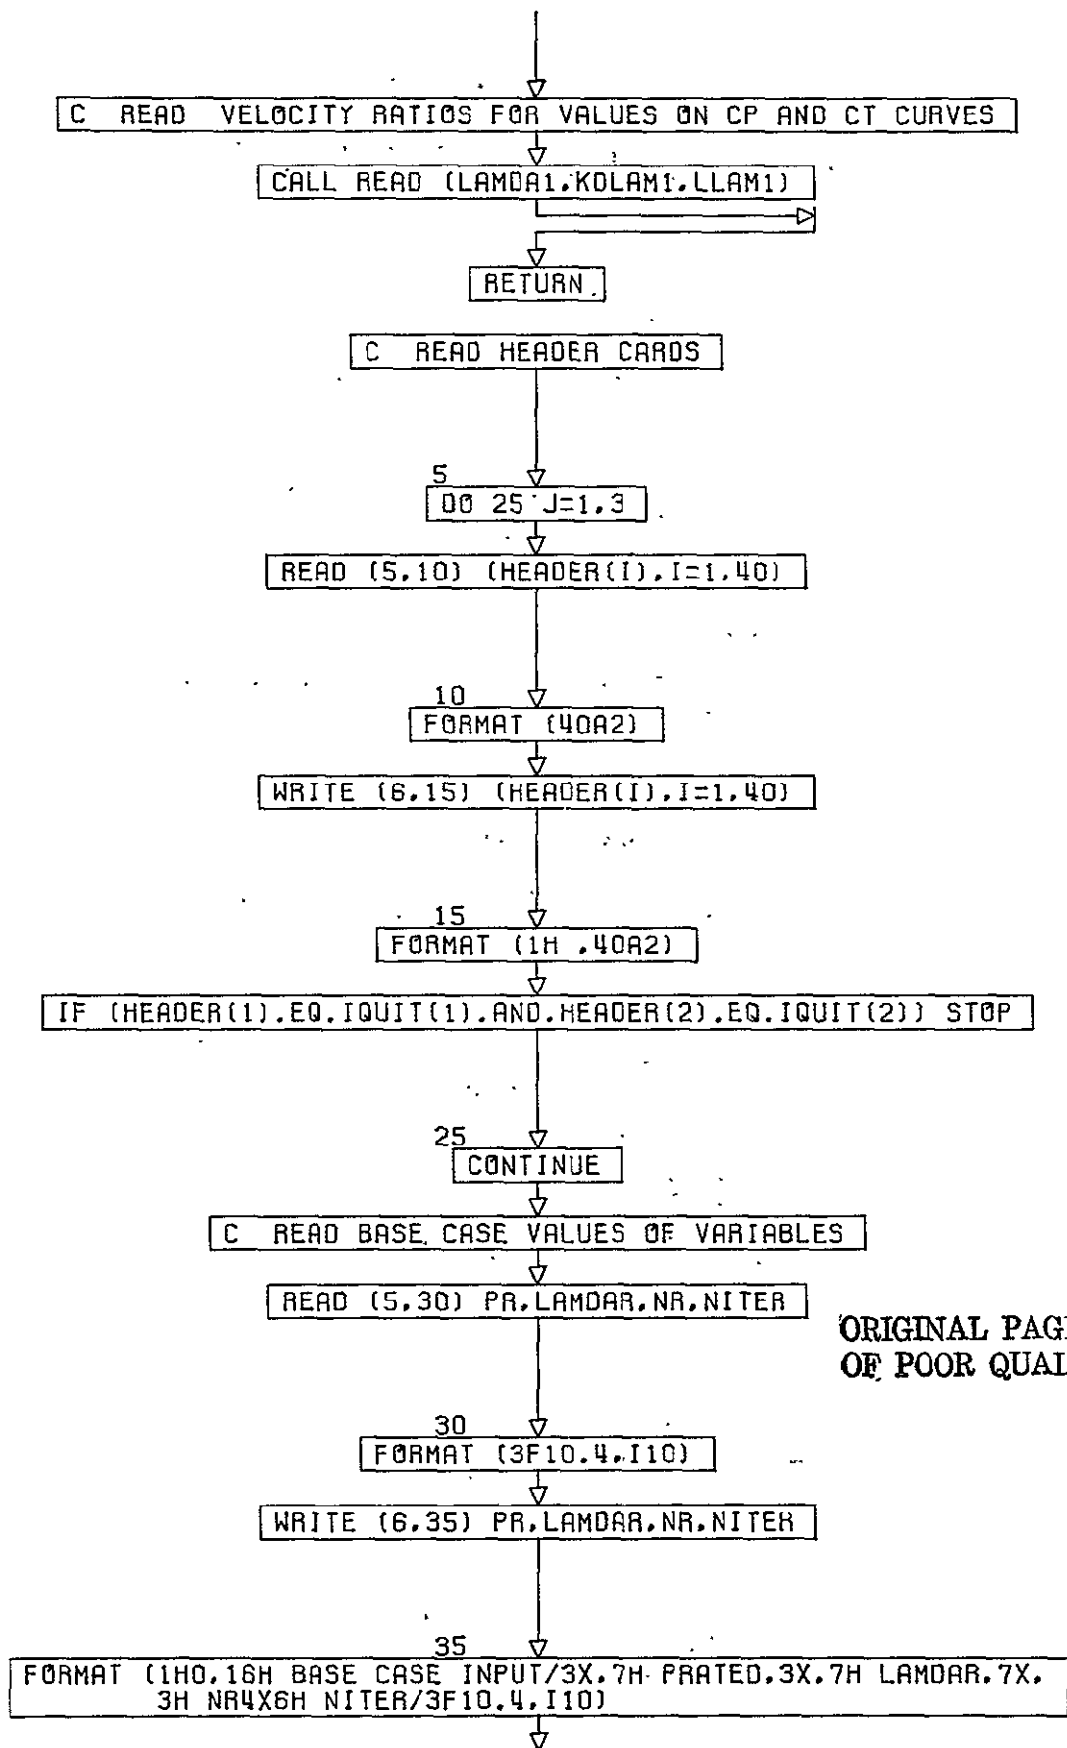 C READ VELOCITY RATIOS FOR VALUES ON CP AND CT CURVES
CALL READ (LAMDA1,KOLAM1,LLAM1)
RETURN
C READ HEADER CARDS
5
DO 25 J=1,3
READ (5,10) (HEADER(I),I=1,40)
10
FORMAT (40A2)
WRITE (6,15) (HEADER(I),I=1,40)
15
FORMAT (1H ,40A2)
IF (HEADER(1).EQ.IQUIT(1).AND.HEADER(2).EQ.IQUIT(2)) STOP
25
CONTINUE
C READ BASE CASE VALUES OF VARIABLES
READ (5,30) PR,LAMDAR,NR,NITER
ORIGINAL PAG
OF POOR QUAL
30
FORMAT (3F10.4,I10)
WRITE (6,35) PR,LAMDAR,NR,NITER
35
FORMAT (1H0,16H BASE CASE INPUT/3X,7H PRATED,3X,7H LAMDAR,7X,
3H NR4X6H NITER/3F10.4,I10)